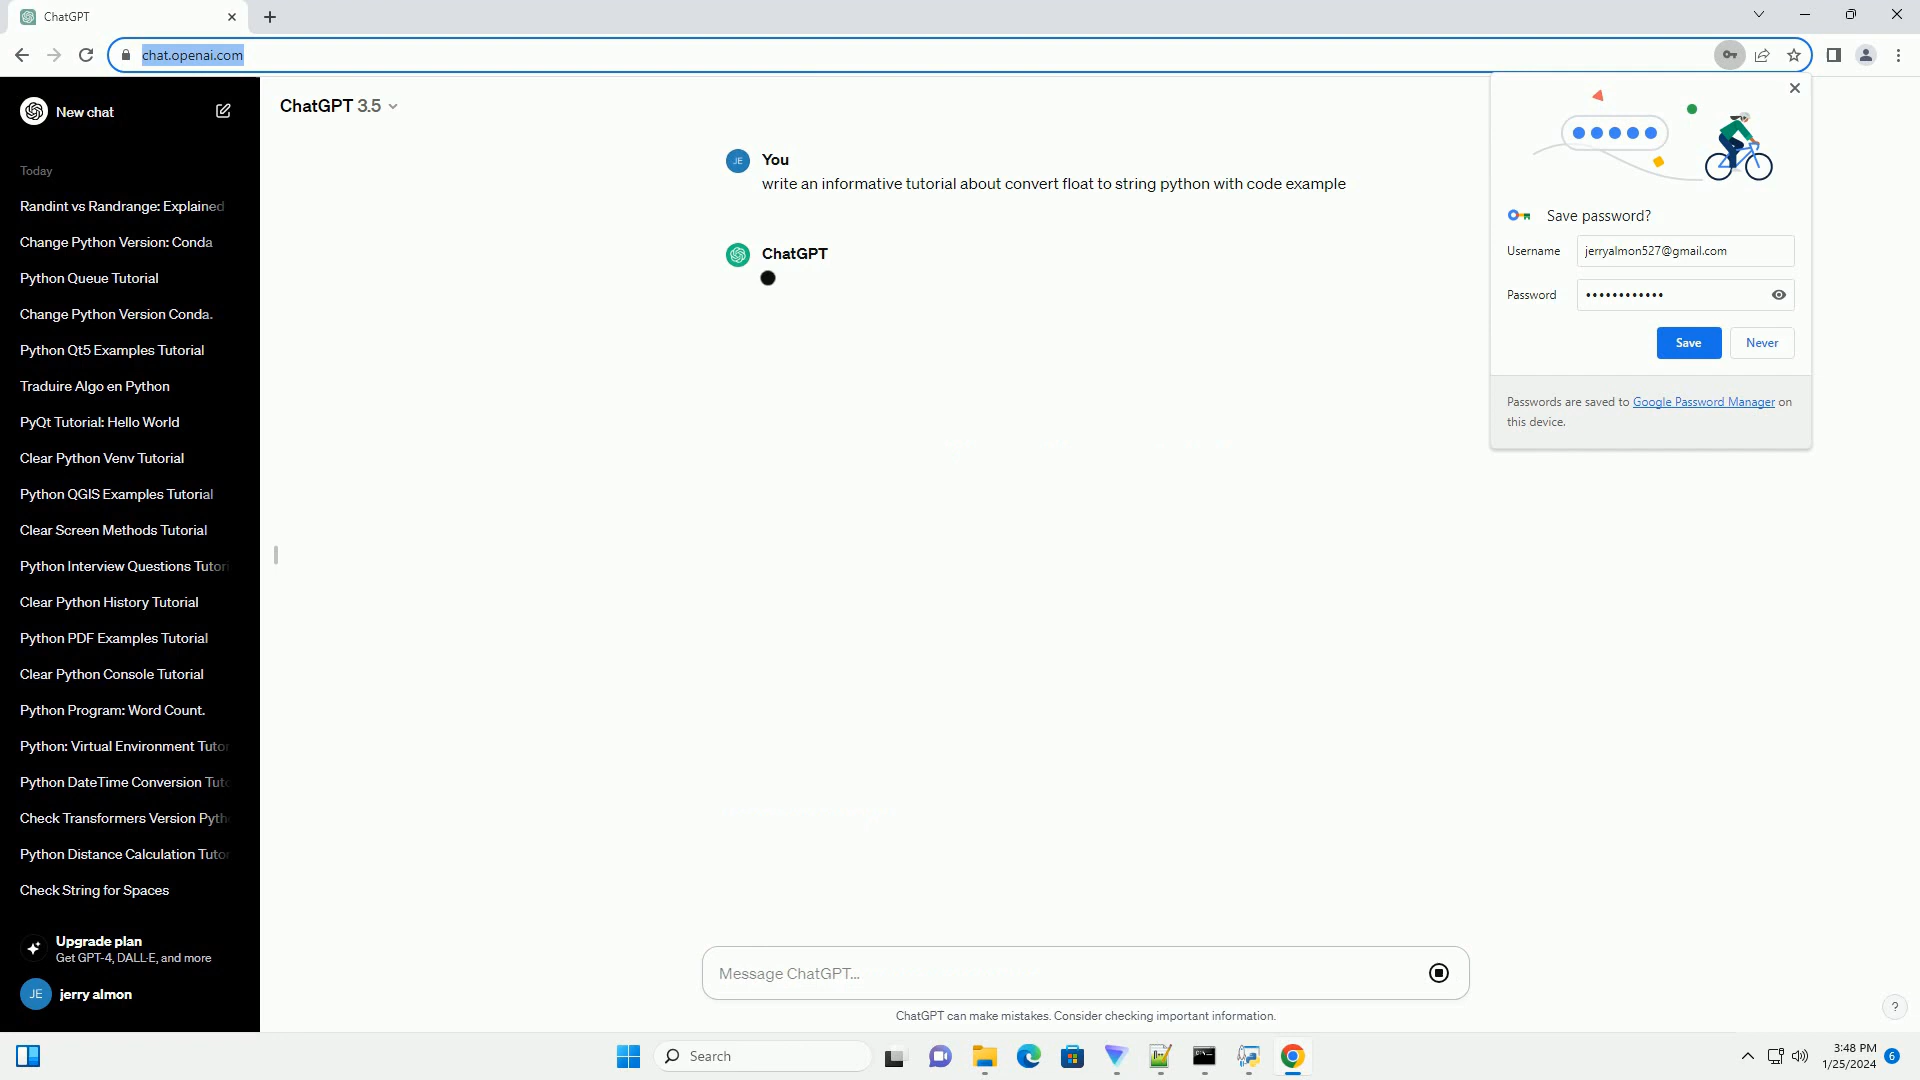 ChatGPT
chat.openai.com
New chat
Today
Randint vs Randrange: Explained
Change Python Version: Conda
Python Queue Tutorial
Change Python Version Conda.
Python Qt5 Examples Tutorial
Traduire Algo en Python
PyQt Tutorial: Hello World
Clear Python Venv Tutorial
Python QGIS Examples Tutorial
Clear Screen Methods Tutorial
Python Interview Questions Tutori
Clear Python History Tutorial
Python PDF Examples Tutorial
Clear Python Console Tutorial
Python Program: Word Count.
Python: Virtual Environment Tutor
Python DateTime Conversion Tuto
Check Transformers Version Pytho
Python Distance Calculation Tutor
Check String for Spaces
Upgrade plan
Get GPT-4, DALL·E, and more
JE jerry almon
ChatGPT 3.5
JE You
write an informative tutorial about convert float to string python with code example
ChatGPT
Message ChatGPT...
ChatGPT can make mistakes. Consider checking important information.
?
Save password?
Username jerryalmon527@gmail.com
Password ••••••••••••
Save Never
Passwords are saved to Google Password Manager on
this device.
Search
3:48 PM
1/25/2024
6